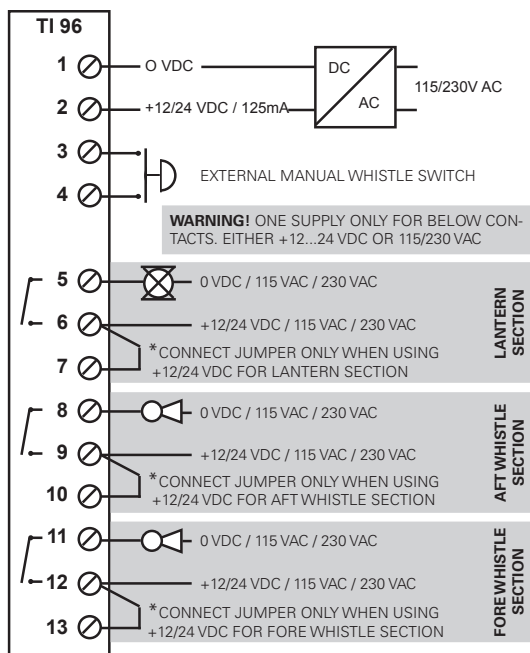 TI 96
1 O VDC DC
115/230V AC
2 +12/24 VDC / 125mA AC
3
EXTERNAL MANUAL WHISTLE SWITCH
4
WARNING! ONE SUPPLY ONLY FOR BELOW CON-
TACTS. EITHER +12...24 VDC OR 115/230 VAC
5 0 VDC / 115 VAC / 230 VAC
6 +12/24 VDC / 115 VAC / 230 VAC
*CONNECT JUMPER ONLY WHEN USING
7 +12/24 VDC FOR LANTERN SECTION
LANTERN
SECTION
8 0 VDC / 115 VAC / 230 VAC
9 +12/24 VDC / 115 VAC / 230 VAC
*CONNECT JUMPER ONLY WHEN USING
10 +12/24 VDC FOR AFT WHISTLE SECTION
AFT WHISTLE
SECTION
11 0 VDC / 115 VAC / 230 VAC
12 +12/24 VDC / 115 VAC / 230 VAC
*CONNECT JUMPER ONLY WHEN USING
13 +12/24 VDC FOR FORE WHISTLE SECTION
FORE WHISTLE
SECTION